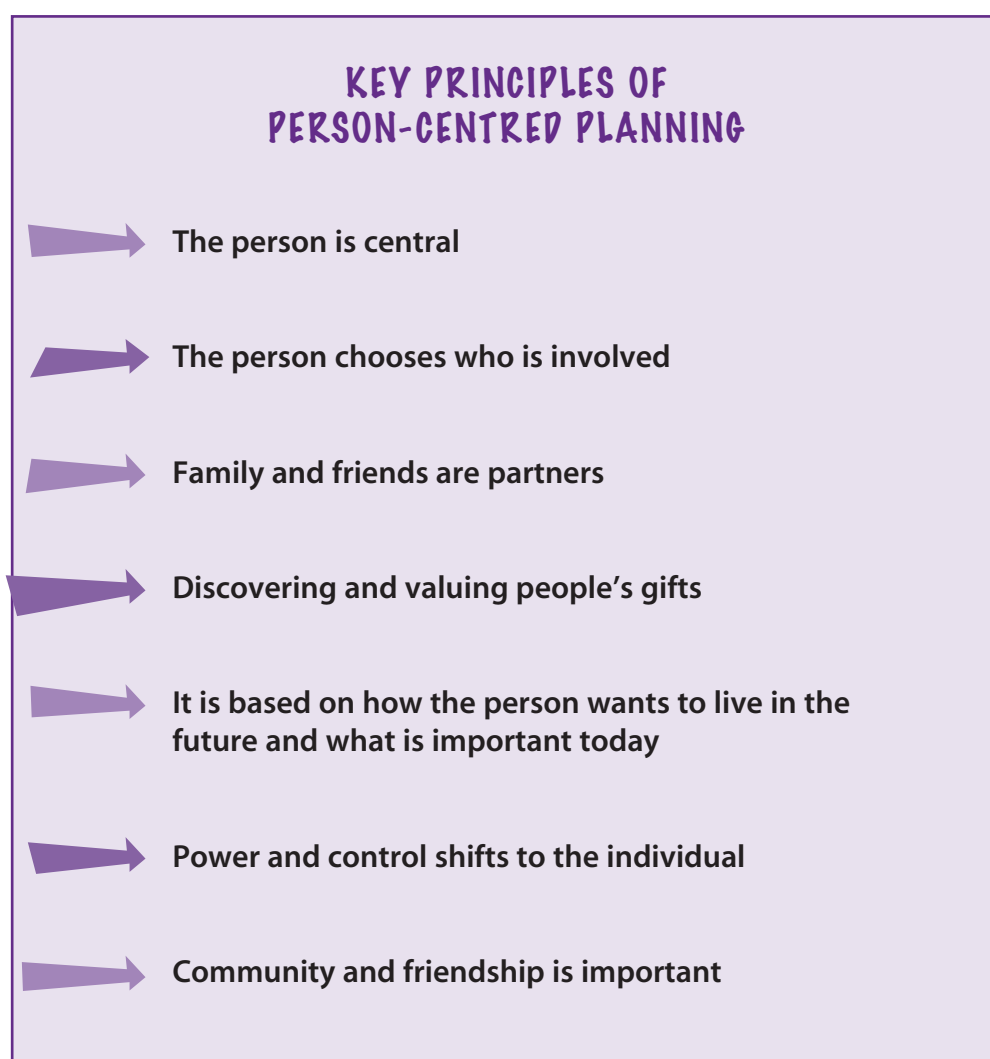 KEY PRINCIPLES OF
PERSON-CENTRED PLANNING
The person is central
The person chooses who is involved
Family and friends are partners
Discovering and valuing people’s gifts
It is based on how the person wants to live in the
future and what is important today
Power and control shifts to the individual
Community and friendship is important